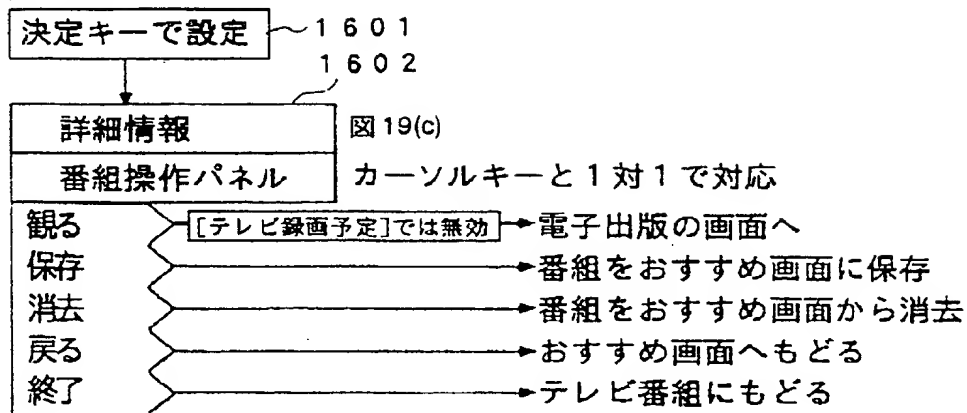 決定キーで設定 1601
1602
詳細情報 図19(c)
番組操作パネル カーソルキーと1対1で対応
観る [テレビ録画予定]では無効 電子出版の画面へ
保存 番組をおすすめ画面に保存
消去 番組をおすすめ画面から消去
戻る おすすめ画面へもどる
終了 テレビ番組にもどる